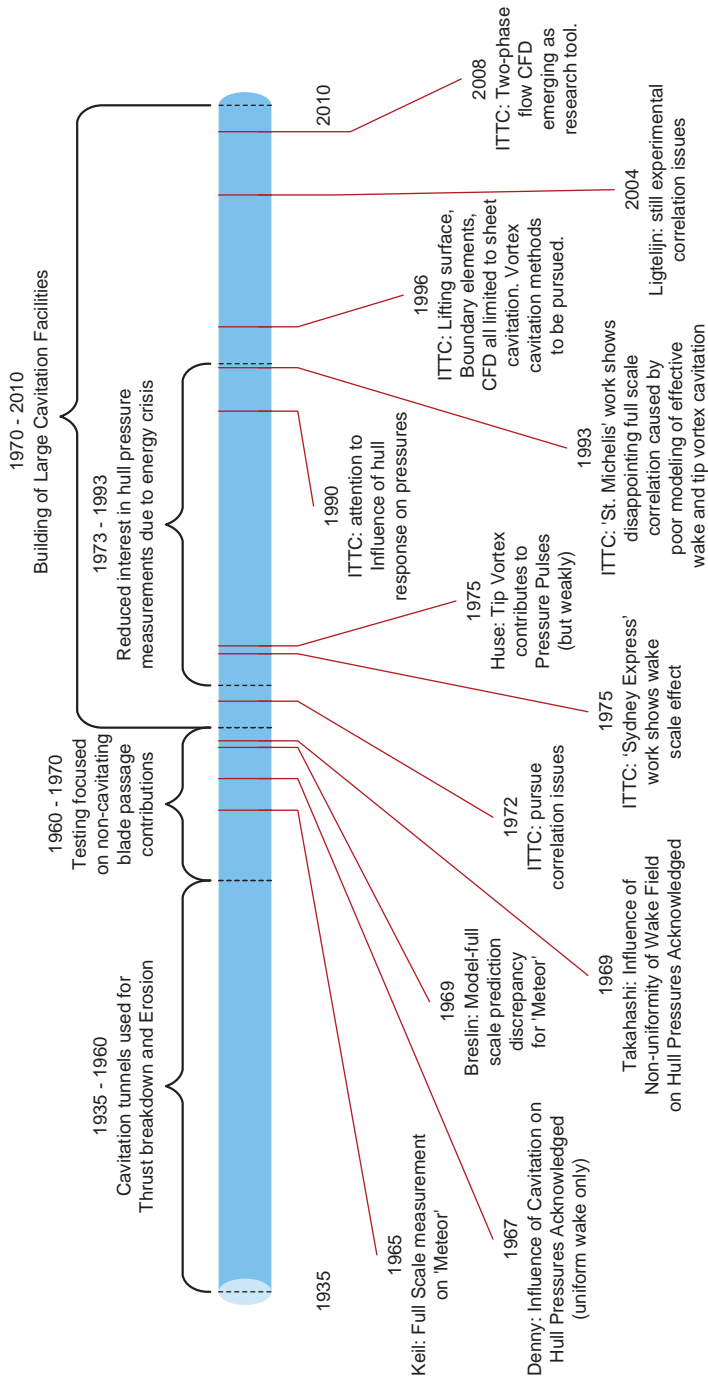 1970 - 2010
Building of Large Cavitation Facilities
1935 - 1960
Cavitation tunnels used for
Thrust breakdown and Erosion
1960 - 1970
Testing focused
on non-cavitating
blade passage
contributions
1973 - 1993
Reduced interest in hull pressure
measurements due to energy crisis
1935
2010
1965
Keil: Full Scale measurement
on 'Meteor'
1967
Denny: Influence of Cavitation on
Hull Pressures Acknowledged
(uniform wake only)
1969
Breslin: Model-full
scale prediction
discrepancy
for 'Meteor'
1969
Takahashi: Influence of
Non-uniformity of Wake Field
on Hull Pressures Acknowledged
1972
ITTC: pursue
correlation issues
1975
ITTC: ‘Sydney Express’
work shows wake
scale effect
1975
Huse: Tip Vortex
contributes to
Pressure Pulses
(but weakly)
1990
ITTC: attention to
Influence of hull
response on pressures
1993
ITTC: 'St. Michelis' work shows
disappointing full scale
correlation caused by
poor modeling of effective
wake and tip vortex cavitation
1996
ITTC: Lifting surface,
Boundary elements,
CFD all limited to sheet
cavitation. Vortex
cavitation methods
to be pursued.
2004
Ligtelijn: still experimental
correlation issues
2008
ITTC: Two-phase
flow CFD
emerging as
research tool.